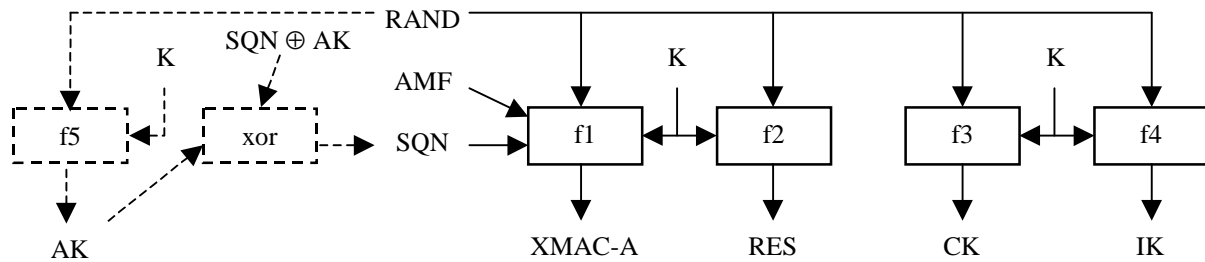 RAND
SQN ⊕ AK
K
K
K
AMF
f5
xor
SQN
f1
f2
f3
f4
AK
XMAC-A
RES
CK
IK